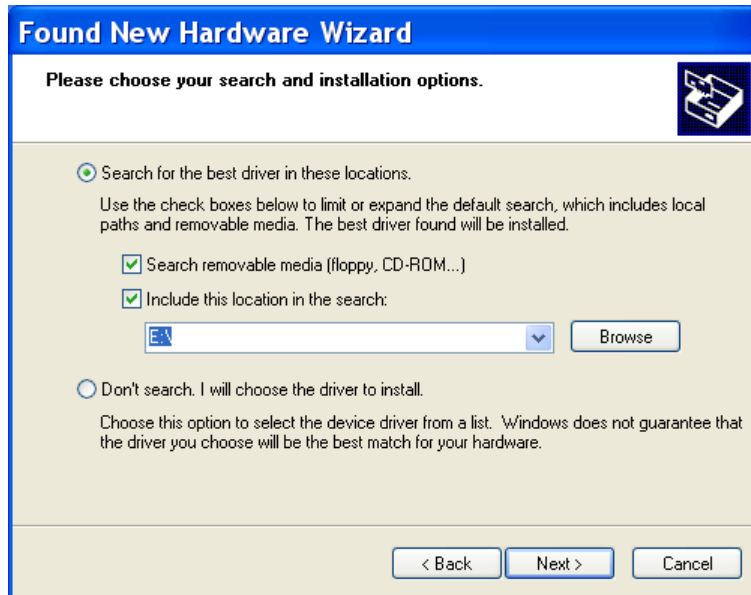 Found New Hardware Wizard
Please choose your search and installation options.
Search for the best driver in these locations.
Use the check boxes below to limit or expand the default search, which includes local
paths and removable media. The best driver found will be installed.
Search removable media (floppy, CD-ROM...)
Include this location in the search:
E:\
Browse
Don't search. I will choose the driver to install.
Choose this option to select the device driver from a list.  Windows does not guarantee that
the driver you choose will be the best match for your hardware.
< Back
Next >
Cancel